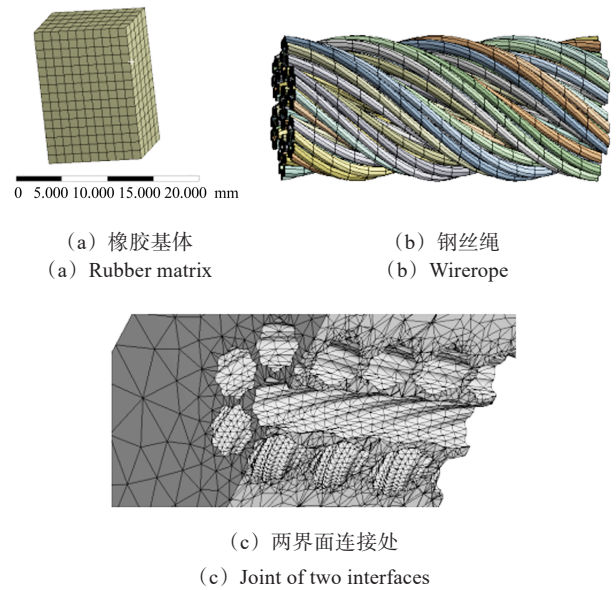 0 5.000 10.000 15.000 20.000 mm
（a）橡胶基体
（a）Rubber matrix
（b）钢丝绳
（b）Wirerope
（c）两界面连接处
（c）Joint of two interfaces